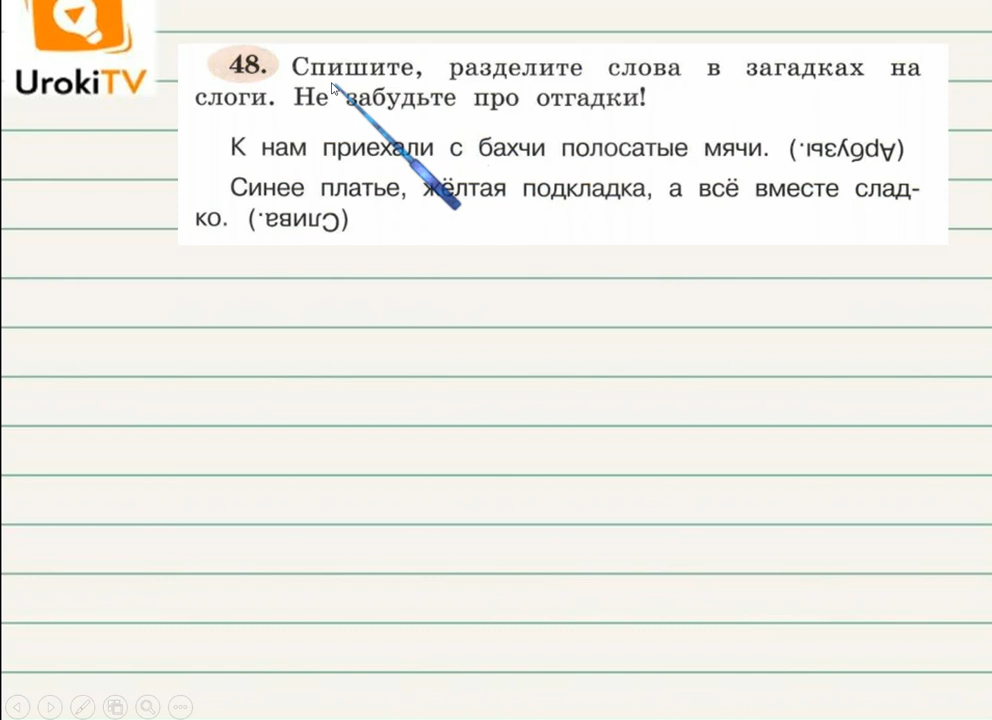 UrokiTV
48. Спишите, разделите слова в загадках на
слоги. Не забудьте про отгадки!
К нам приехали с бахчи полосатые мячи. (Арбузы.)
Синее платье, жёлтая подкладка, а всё вместе слад-
ко. (Слива.)